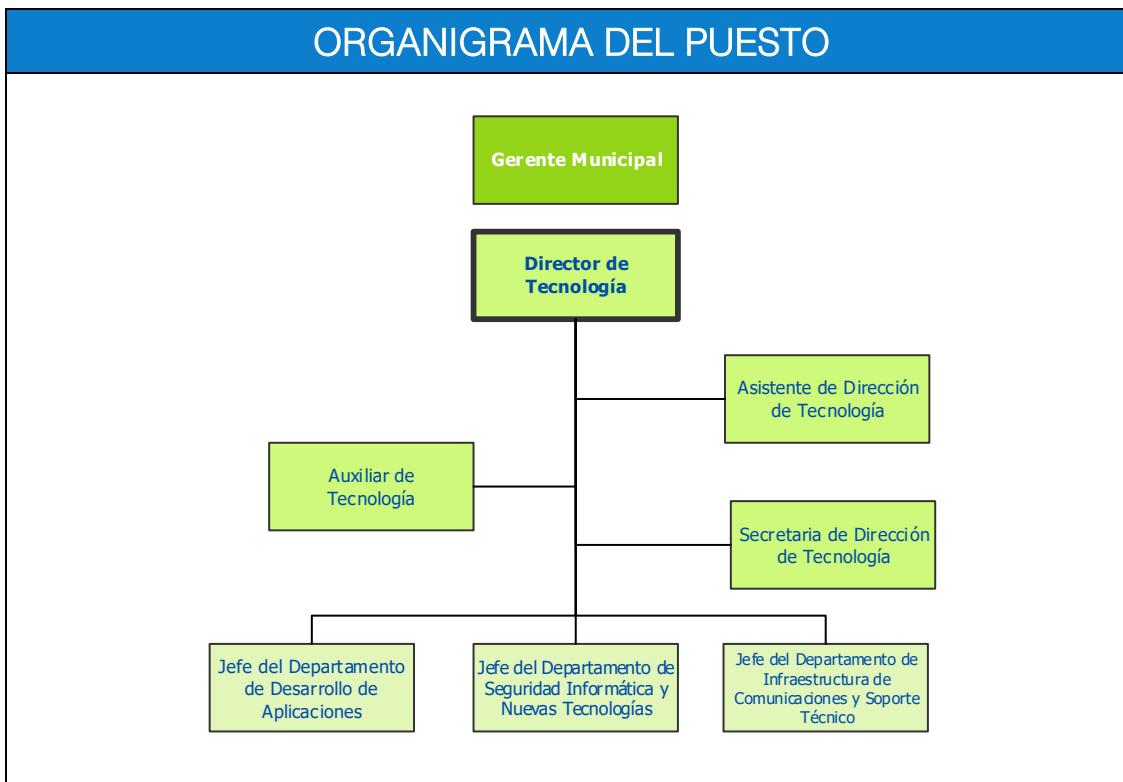 ORGANIGRAMA DEL PUESTO
Gerente Municipal
Director de
Tecnología
Asistente de Dirección
de Tecnología
Auxiliar de
Tecnología
Secretaria de Dirección
de Tecnología
Jefe del Departamento
de Desarrollo de
Aplicaciones
Jefe del Departamento de
Seguridad Informática y
Nuevas Tecnologías
Jefe del Departamento de
Infraestructura de
Comunicaciones y Soporte
Técnico